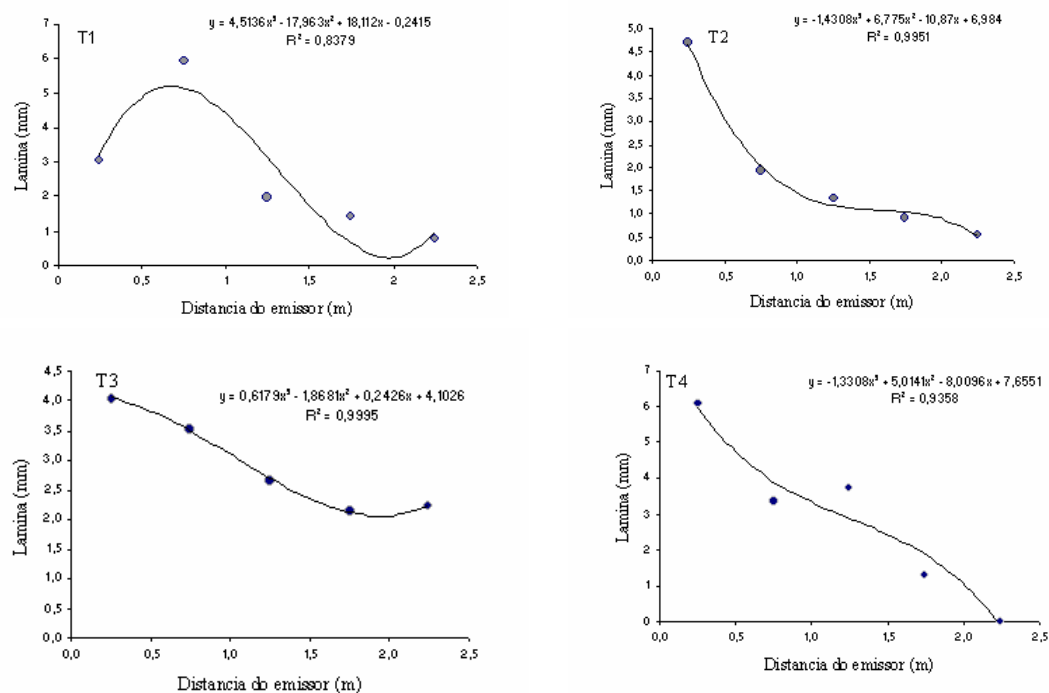 T1
y = 4,5136x³ - 17,963x² + 18,112x - 0,2415
R² = 0,8379
7
6
5
4
3
2
1
0
Lamina (mm)
0 0,5 1 1,5 2 2,5
Distancia do emissor (m)
T2
y = -1,4308x³ + 6,775x² - 10,87x + 6,984
R² = 0,9951
5,0
4,5
4,0
3,5
3,0
2,5
2,0
1,5
1,0
0,5
0,0
Lamina (mm)
0,0 0,5 1,0 1,5 2,0 2,5
Distancia do emissor (m)
T3
y = 0,6179x³ - 1,8681x² + 0,2426x + 4,1026
R² = 0,9995
4,5
4,0
3,5
3,0
2,5
2,0
1,5
1,0
0,5
0,0
Lamina (mm)
0,0 0,5 1,0 1,5 2,0 2,5
Distancia do emissor (m)
T4
y = -1,3308x³ + 5,0141x² - 8,0096x + 7,6551
R² = 0,9358
7
6
5
4
3
2
1
0
Lamina (mm)
0,0 0,5 1,0 1,5 2,0 2,5
Distancia do emissor (m)